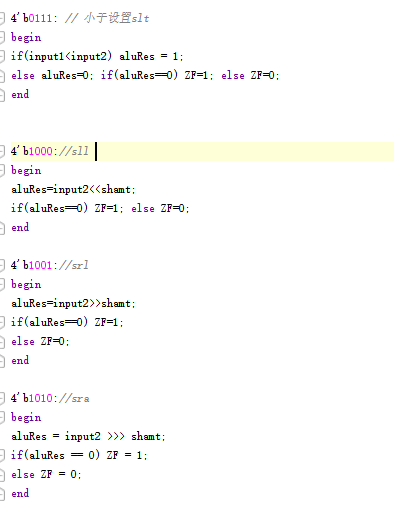 4'b0111: // 小于设置slt
begin
if(input1<input2) aluRes = 1;
else aluRes=0; if(aluRes==0) ZF=1; else ZF=0;
end
4'b1000://sll
begin
aluRes=input2<<shamt;
if(aluRes==0) ZF=1; else ZF=0;
end
4'b1001://srl
begin
aluRes=input2>>shamt;
if(aluRes==0) ZF=1;
else ZF=0;
end
4'b1010://sra
begin
aluRes = input2 >>> shamt;
if(aluRes == 0) ZF = 1;
else ZF = 0;
end